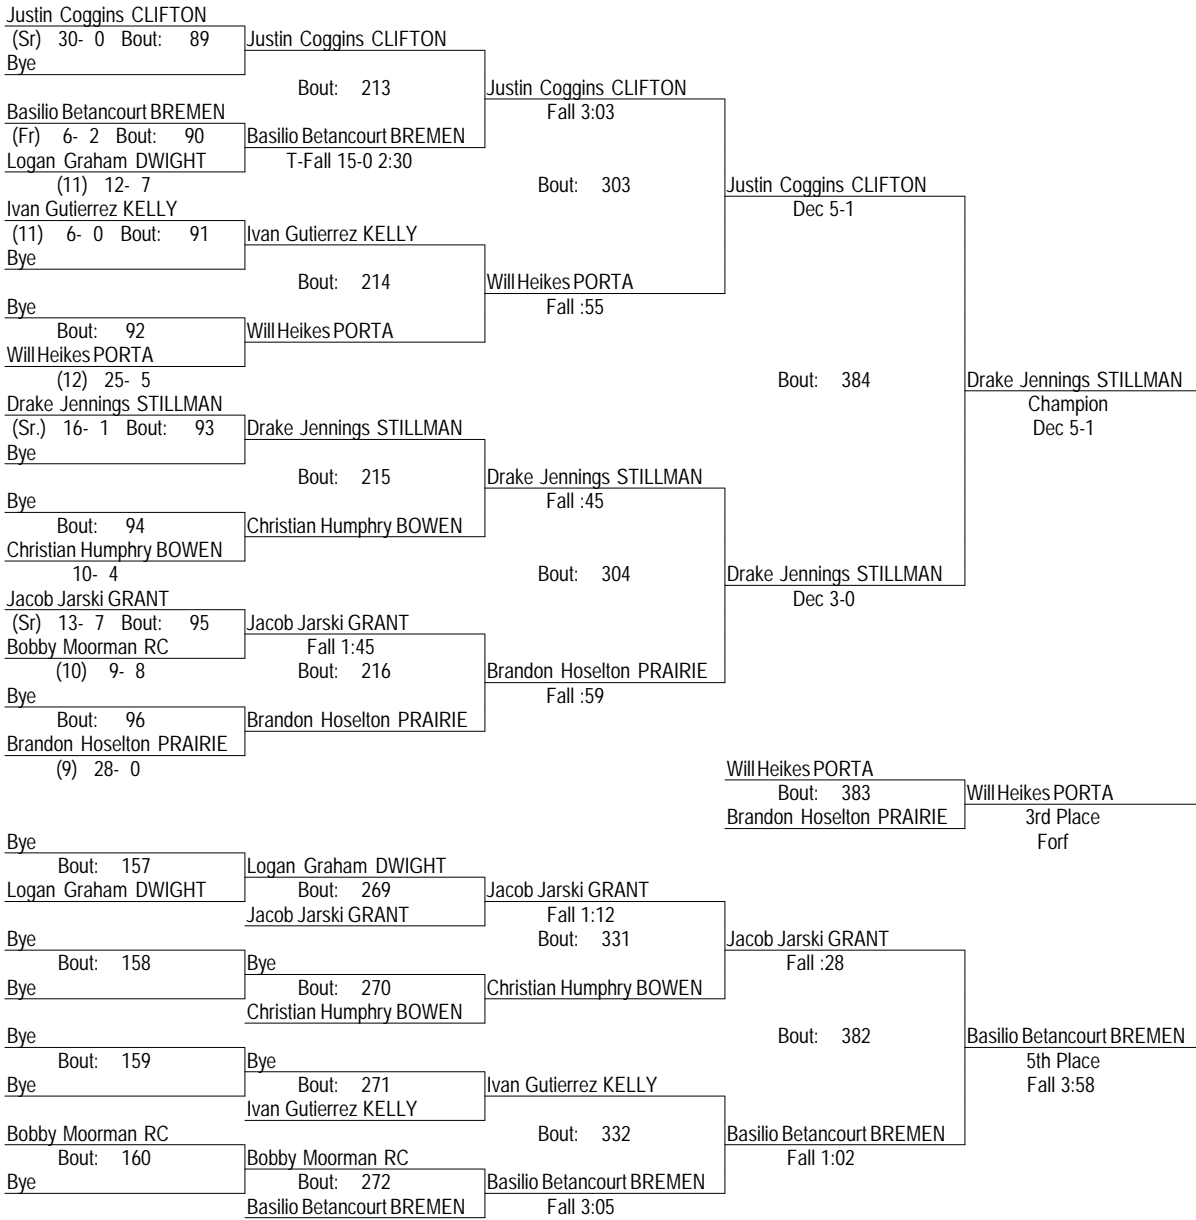 Justin Coggins CLIFTON
(Sr) 30- 0 Bout: 89
Justin Coggins CLIFTON
Bye
Bout: 213
Justin Coggins CLIFTON
Basilio Betancourt BREMEN
Fall 3:03
(Fr) 6- 2 Bout: 90
Basilio Betancourt BREMEN
Logan Graham DWIGHT
T-Fall 15-0 2:30
(11) 12- 7
Bout: 303
Justin Coggins CLIFTON
Ivan Gutierrez KELLY
Dec 5-1
(11) 6- 0 Bout: 91
Ivan Gutierrez KELLY
Bye
Bout: 214
Will Heikes PORTA
Bye
Fall :55
Bout: 92
Will Heikes PORTA
Will Heikes PORTA
(12) 25- 5
Bout: 384
Drake Jennings STILLMAN
Drake Jennings STILLMAN
Champion
(Sr.) 16- 1 Bout: 93
Drake Jennings STILLMAN
Dec 5-1
Bye
Bout: 215
Drake Jennings STILLMAN
Bye
Fall :45
Bout: 94
Christian Humphry BOWEN
Christian Humphry BOWEN
10- 4
Bout: 304
Drake Jennings STILLMAN
Jacob Jarski GRANT
Dec 3-0
(Sr) 13- 7 Bout: 95
Jacob Jarski GRANT
Bobby Moorman RC
Fall 1:45
(10) 9- 8
Bout: 216
Brandon Hoselton PRAIRIE
Bye
Fall :59
Bout: 96
Brandon Hoselton PRAIRIE
Brandon Hoselton PRAIRIE
(9) 28- 0
Will Heikes PORTA
Bout: 383
Will Heikes PORTA
Brandon Hoselton PRAIRIE
3rd Place
Forf
Bye
Bout: 157
Logan Graham DWIGHT
Logan Graham DWIGHT
Bout: 269
Jacob Jarski GRANT
Jacob Jarski GRANT
Fall 1:12
Bye
Bout: 331
Jacob Jarski GRANT
Bout: 158
Bye
Fall :28
Bye
Bout: 270
Christian Humphry BOWEN
Christian Humphry BOWEN
Bye
Bout: 382
Basilio Betancourt BREMEN
Bout: 159
Bye
5th Place
Bye
Bout: 271
Ivan Gutierrez KELLY
Fall 3:58
Ivan Gutierrez KELLY
Bobby Moorman RC
Bout: 332
Basilio Betancourt BREMEN
Bout: 160
Bobby Moorman RC
Fall 1:02
Bye
Bout: 272
Basilio Betancourt BREMEN
Basilio Betancourt BREMEN
Fall 3:05